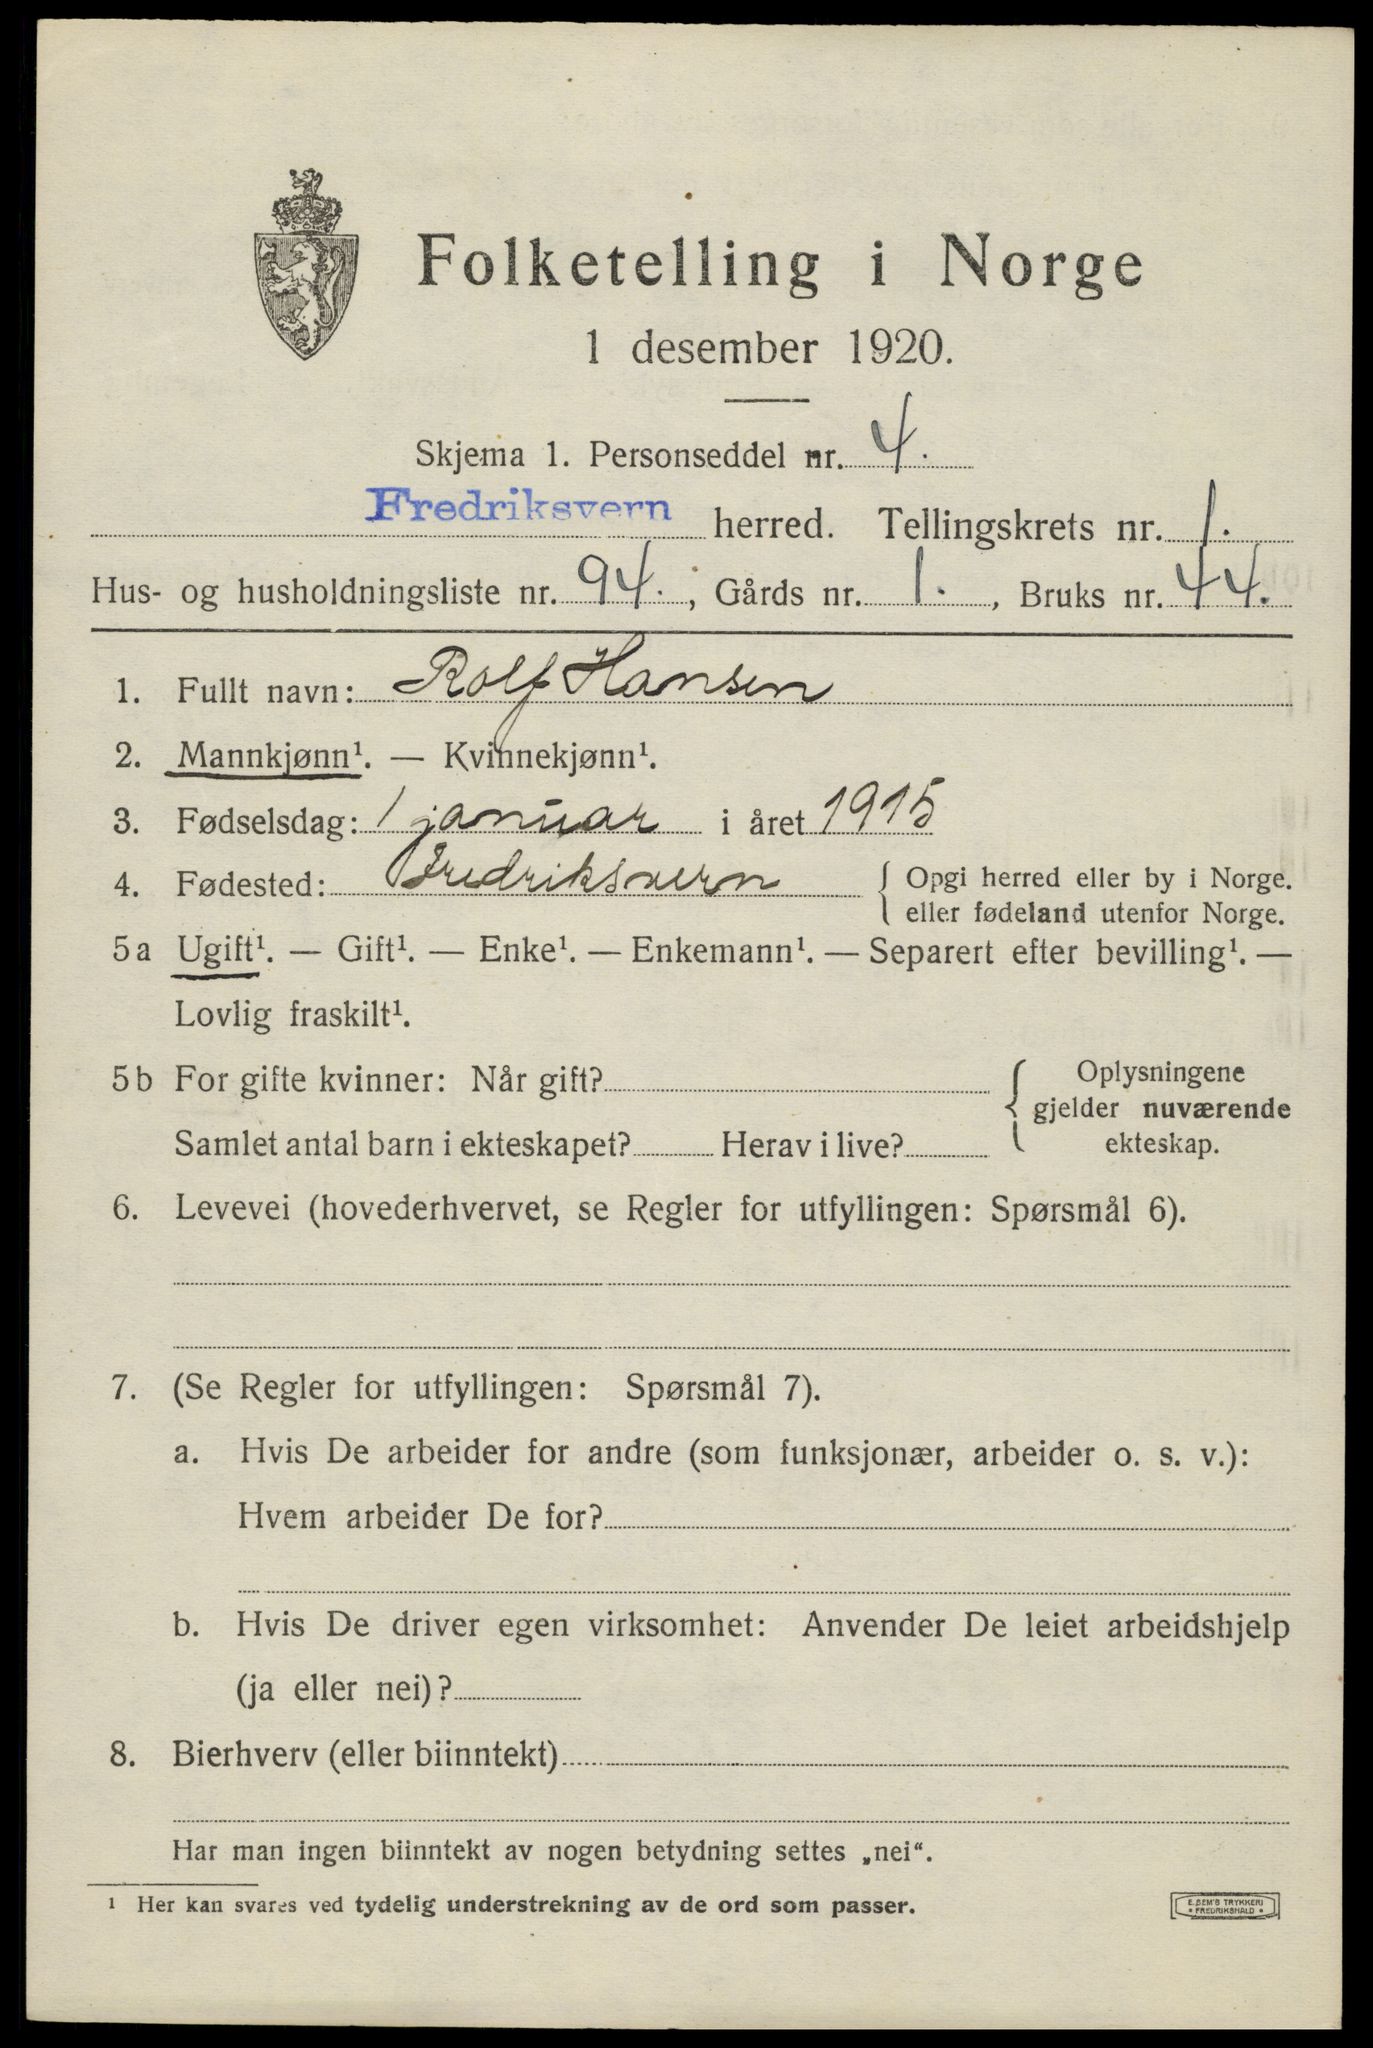 Folketelling i Norge
1 desember 1920.
Skjema 1. Personseddel nr. 4.
Fredriksvern herred. Tellingskrets nr. 1.
Hus- og husholdningsliste nr. 94., Gårds nr. 1., Bruks nr. 44.
1. Fullt navn: Rolf Hansen
2. Mannkjønn¹. — Kvinnekjønn¹.
3. Fødselsdag: 1 januar i året 1915
4. Fødested: Fredriksvern { Opgi herred eller by i Norge.
eller fødeland utenfor Norge.
5a Ugift¹. — Gift¹. — Enke¹. — Enkemann¹. — Separert efter bevilling¹. —
Lovlig fraskilt¹.
5b For gifte kvinner: Når gift? { Oplysningene
gjelder nuværende
Samlet antal barn i ekteskapet? Herav i live? ekteskap.
6. Levevei (hovederhvervet, se Regler for utfyllingen: Spørsmål 6).
7. (Se Regler for utfyllingen: Spørsmål 7).
a. Hvis De arbeider for andre (som funksjonær, arbeider o. s. v.):
Hvem arbeider De for?
b. Hvis De driver egen virksomhet: Anvender De leiet arbeidshjelp
(ja eller nei)?
8. Bierhverv (eller biinntekt)
Har man ingen biinntekt av nogen betydning settes „nei“.
¹ Her kan svares ved tydelig understrekning av de ord som passer.
E. SEM'S TRYKKERI
• FREDRIKSHALD •